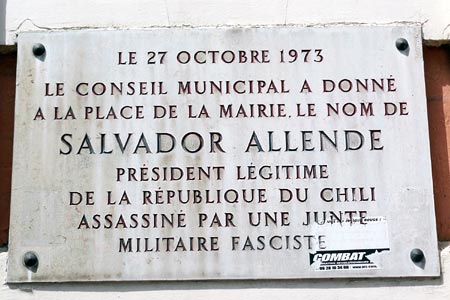 LE 27 OCTOBRE 1973
LE CONSEIL MUNICIPAL A DONNÉ
A LA PLACE DE LA MAIRIE, LE NOM DE
SALVADOR ALLENDE
PRÉSIDENT LÉGITIME
DE LA RÉPUBLIQUE DU CHILI
ASSASSINÉ PAR UNE JUNTE
MILITAIRE FASCISTE
ROUGE !
COMBAT